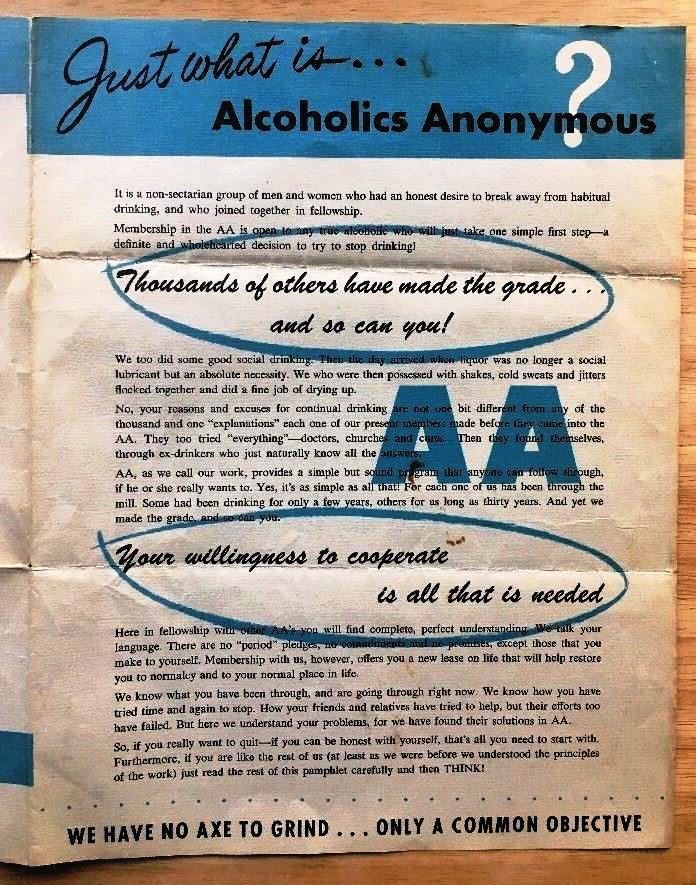 Just what is...
?
Alcoholics Anonymous
It is a non-sectarian group of men and women who had an honest desire to break away from habitual
drinking, and who joined together in fellowship.
Membership in the AA is open to any true alcoholic who will just take one simple first step—a
definite and wholehearted decision to try to stop drinking!
Thousands of others have made the grade...
and so can you!
We too did some good social drinking. Then the day arrived when liquor was no longer a social
lubricant but an absolute necessity. We who were then possessed with shakes, cold sweats and jitters
flocked together and did a fine job of drying up.
AA
No, your reasons and excuses for continual drinking are not one bit different from any of the
thousand and one "explanations" each one of our present members made before they came into the
AA. They too tried "everything"—doctors, churches and cures. Then they found themselves,
through ex-drinkers who just naturally know all the answers.
AA, as we call our work, provides a simple but sound program that anyone can follow through,
if he or she really wants to. Yes, it's as simple as all that! For each one of us has been through the
mill. Some had been drinking for only a few years, others for as long as thirty years. And yet we
made the grade, and so can you.
Your willingness to cooperate
is all that is needed
Here in fellowship with other AA's you will find complete, perfect understanding. We talk your
language. There are no "period" pledges, no commitments and no promises, except those that you
make to yourself. Membership with us, however, offers you a new lease on life that will help restore
you to normalcy and to your normal place in life.
We know what you have been through, and are going through right now. We know how you have
tried time and again to stop. How your friends and relatives have tried to help, but their efforts too
have failed. But here we understand your problems, for we have found their solutions in AA.
So, if you really want to quit—if you can be honest with yourself, that's all you need to start with.
Furthermore, if you are like the rest of us (at least as we were before we understood the principles
of the work) just read the rest of this pamphlet carefully and then THINK!
WE HAVE NO AXE TO GRIND... ONLY A COMMON OBJECTIVE